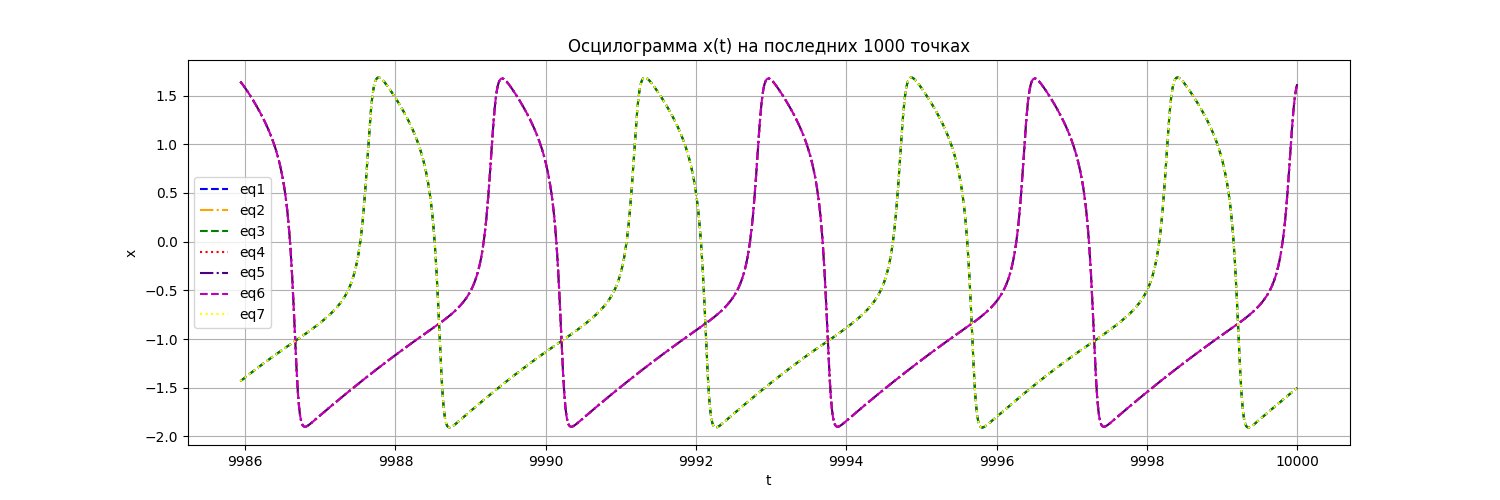 Осцилограмма x(t) на последних 1000 точках
x
1.5
1.0
0.5
0.0
−0.5
−1.0
−1.5
−2.0
eq1
eq2
eq3
eq4
eq5
eq6
eq7
9986
9988
9990
9992
9994
9996
9998
10000
t